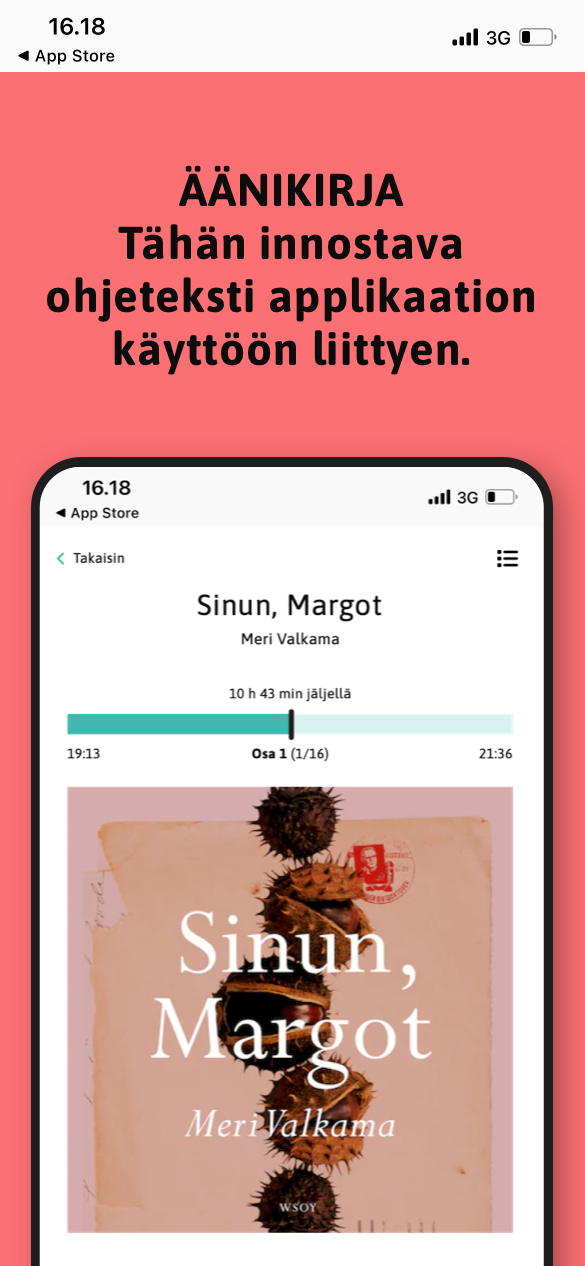 16.18
3G
◀ App Store
ÄÄNIKIRJA
Tähän innostava
ohjeteksti applikaation
käyttöön liittyen.
16.18
3G
◀ App Store
Takaisin
Sinun, Margot
Meri Valkama
10 h 43 min jäljellä
19:13 Osa 1 (1/16) 21:36
Sinun,
Margot
Meri Valkama
WSOY